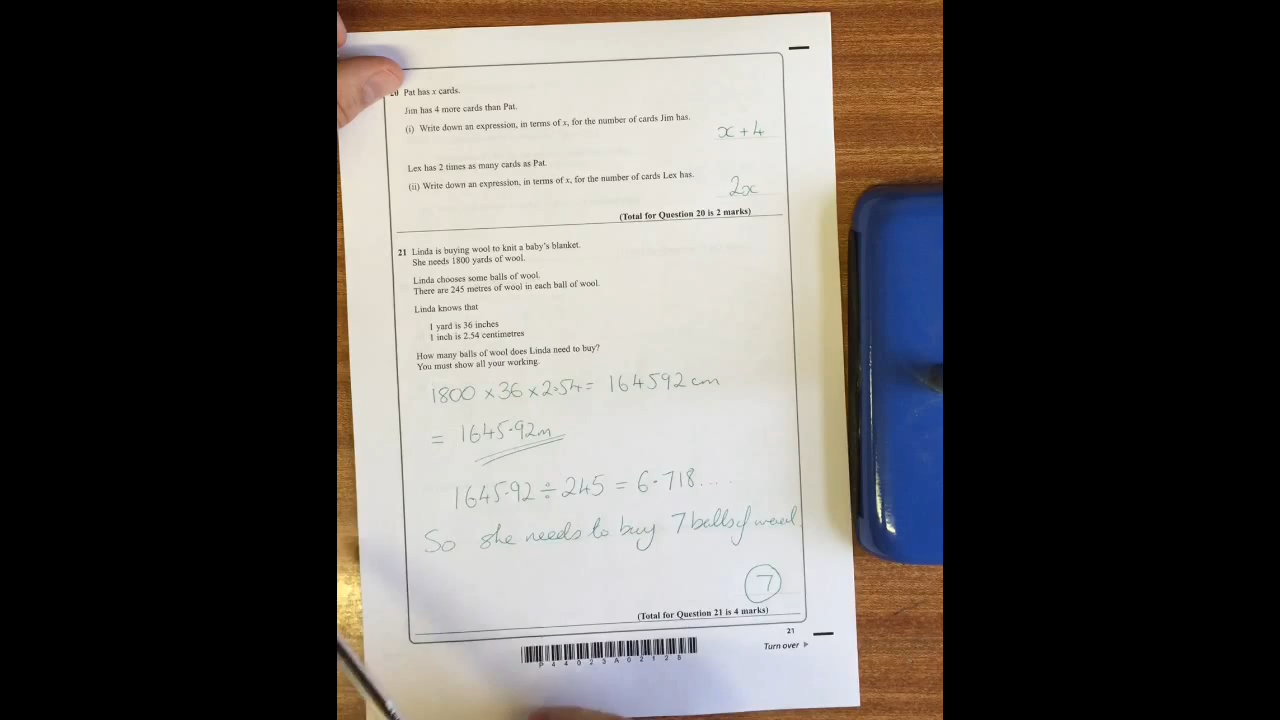 20 Pat has x cards.
Jim has 4 more cards than Pat.
(i) Write down an expression, in terms of x, for the number of cards Jim has.
x + 4
Lex has 2 times as many cards as Pat.
(ii) Write down an expression, in terms of x, for the number of cards Lex has.
2x
(Total for Question 20 is 2 marks)
21 Linda is buying wool to knit a baby's blanket.
She needs 1800 yards of wool.
Linda chooses some balls of wool.
There are 245 metres of wool in each ball of wool.
Linda knows that
1 yard is 36 inches
1 inch is 2.54 centimetres
How many balls of wool does Linda need to buy?
You must show all your working.
1800 × 36 × 2.54 = 164592 cm
= 1645.92m
1645.92 ÷ 245 = 6.718....
So she needs to buy 7 balls of wool.
7
(Total for Question 21 is 4 marks)
21
P44023A02128
Turn over